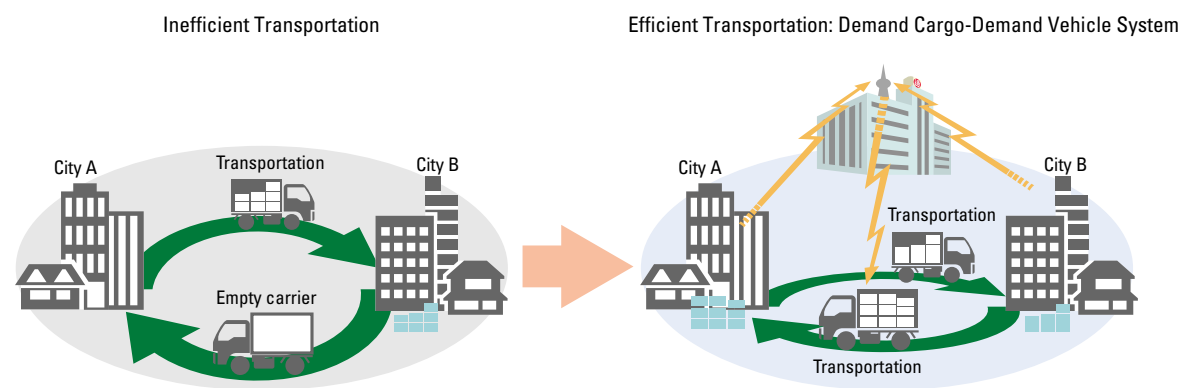 Inefficient Transportation
Efficient Transportation: Demand Cargo-Demand Vehicle System
City A
Transportation
City B
Empty carrier
City A
City B
Transportation
Transportation